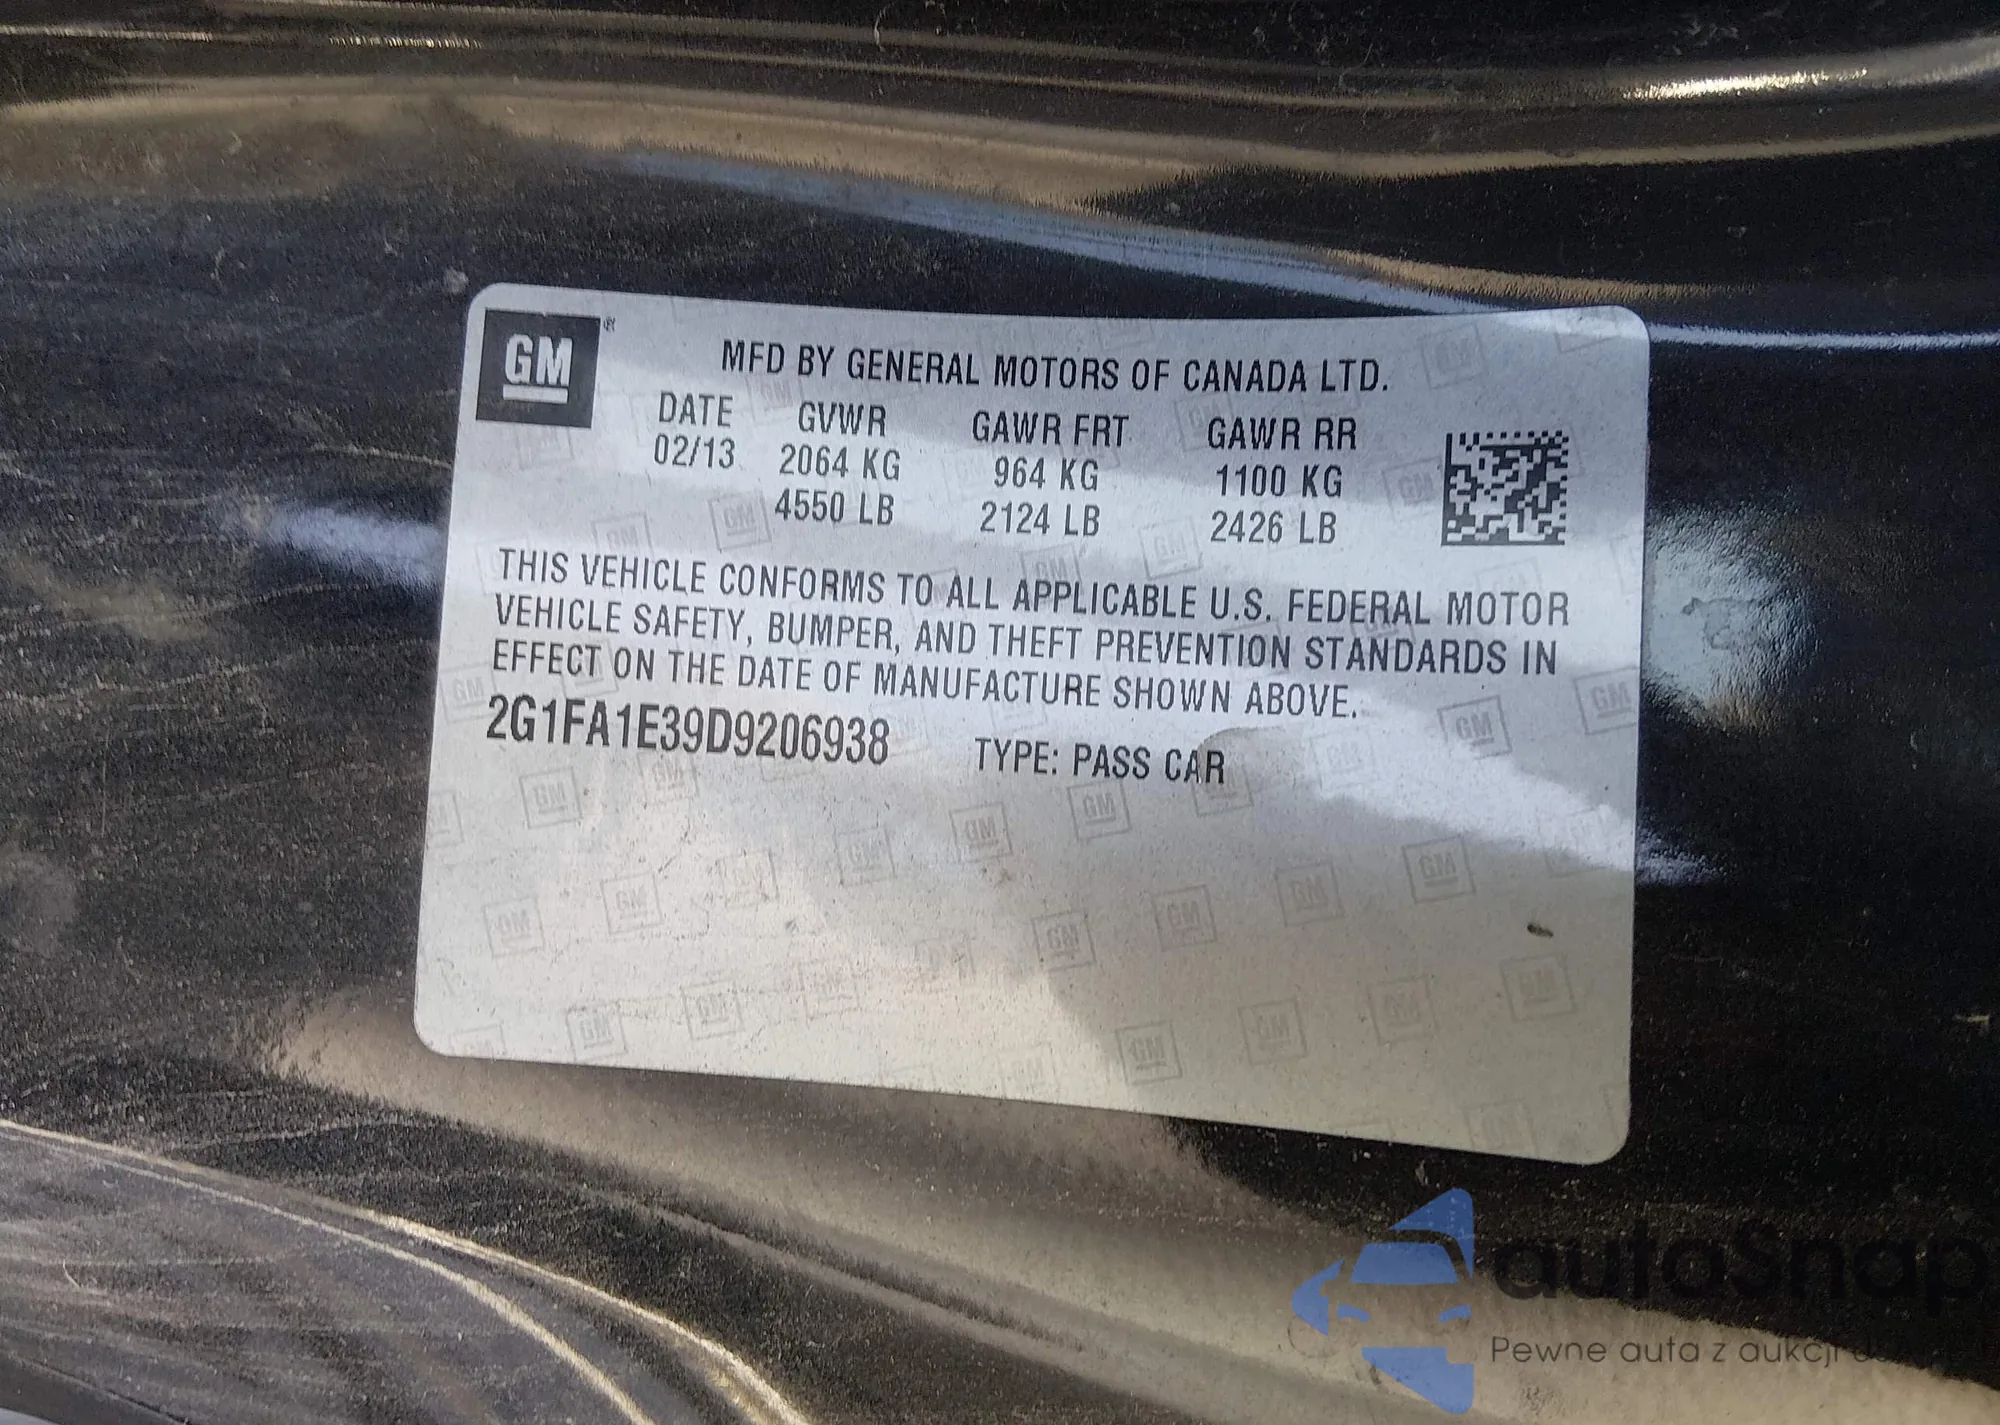 GM
MFD BY GENERAL MOTORS OF CANADA LTD.
DATE GVWR GAWR FRT GAWR RR
02/13 2064 KG 964 KG 1100 KG
4550 LB 2124 LB 2426 LB
THIS VEHICLE CONFORMS TO ALL APPLICABLE U.S. FEDERAL MOTOR
VEHICLE SAFETY, BUMPER, AND THEFT PREVENTION STANDARDS IN
EFFECT ON THE DATE OF MANUFACTURE SHOWN ABOVE.
2G1FA1E39D9206938 TYPE: PASS CAR
autoSnap
Pewne auta z aukcji